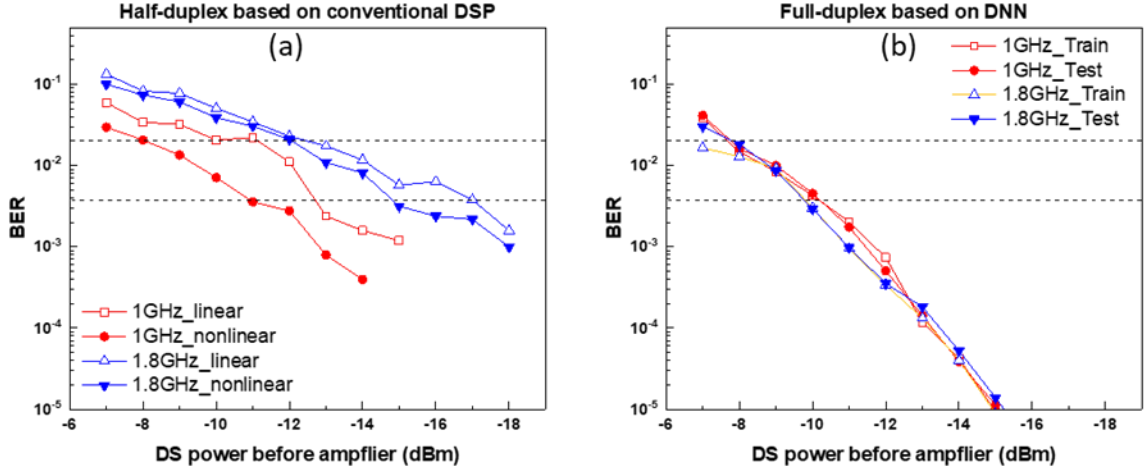 Half-duplex based on conventional DSP
(a)
BER
10^-1
10^-2
10^-3
10^-4
10^-5
1GHz_linear
1GHz_nonlinear
1.8GHz_linear
1.8GHz_nonlinear
-6 -8 -10 -12 -14 -16 -18
DS power before ampflier (dBm)
Full-duplex based on DNN
(b)
1GHz_Train
1GHz_Test
1.8GHz_Train
1.8GHz_Test
BER
10^-1
10^-2
10^-3
10^-4
10^-5
-6 -8 -10 -12 -14 -16 -18
DS power before ampflier (dBm)